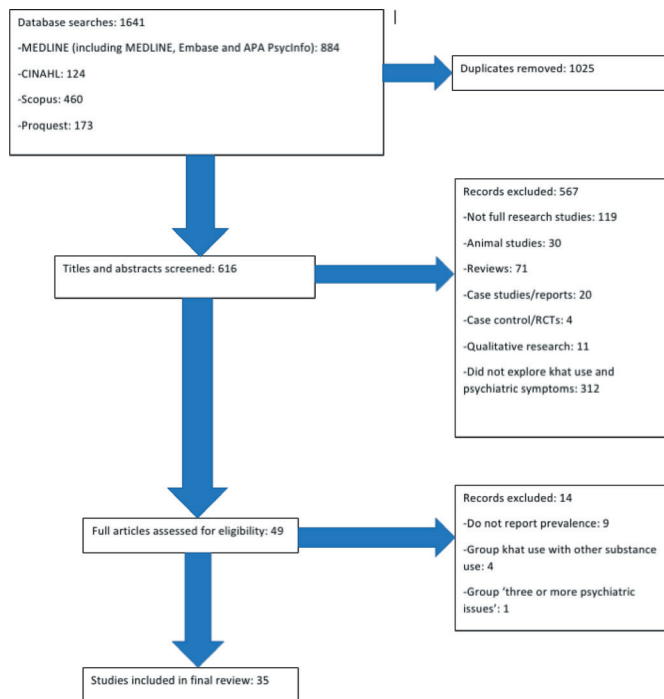 Database searches: 1641
-MEDLINE (including MEDLINE, Embase and APA PsycInfo): 884
-CINAHL: 124
-Scopus: 460
-Proquest: 173
Duplicates removed: 1025
Titles and abstracts screened: 616
Records excluded: 567
-Not full research studies: 119
-Animal studies: 30
-Reviews: 71
-Case studies/reports: 20
-Case control/RCTs: 4
-Qualitative research: 11
-Did not explore khat use and
psychiatric symptoms: 312
Full articles assessed for eligibility: 49
Records excluded: 14
-Do not report prevalence: 9
-Group khat use with other substance
use: 4
-Group ‘three or more psychiatric
issues’: 1
Studies included in final review: 35